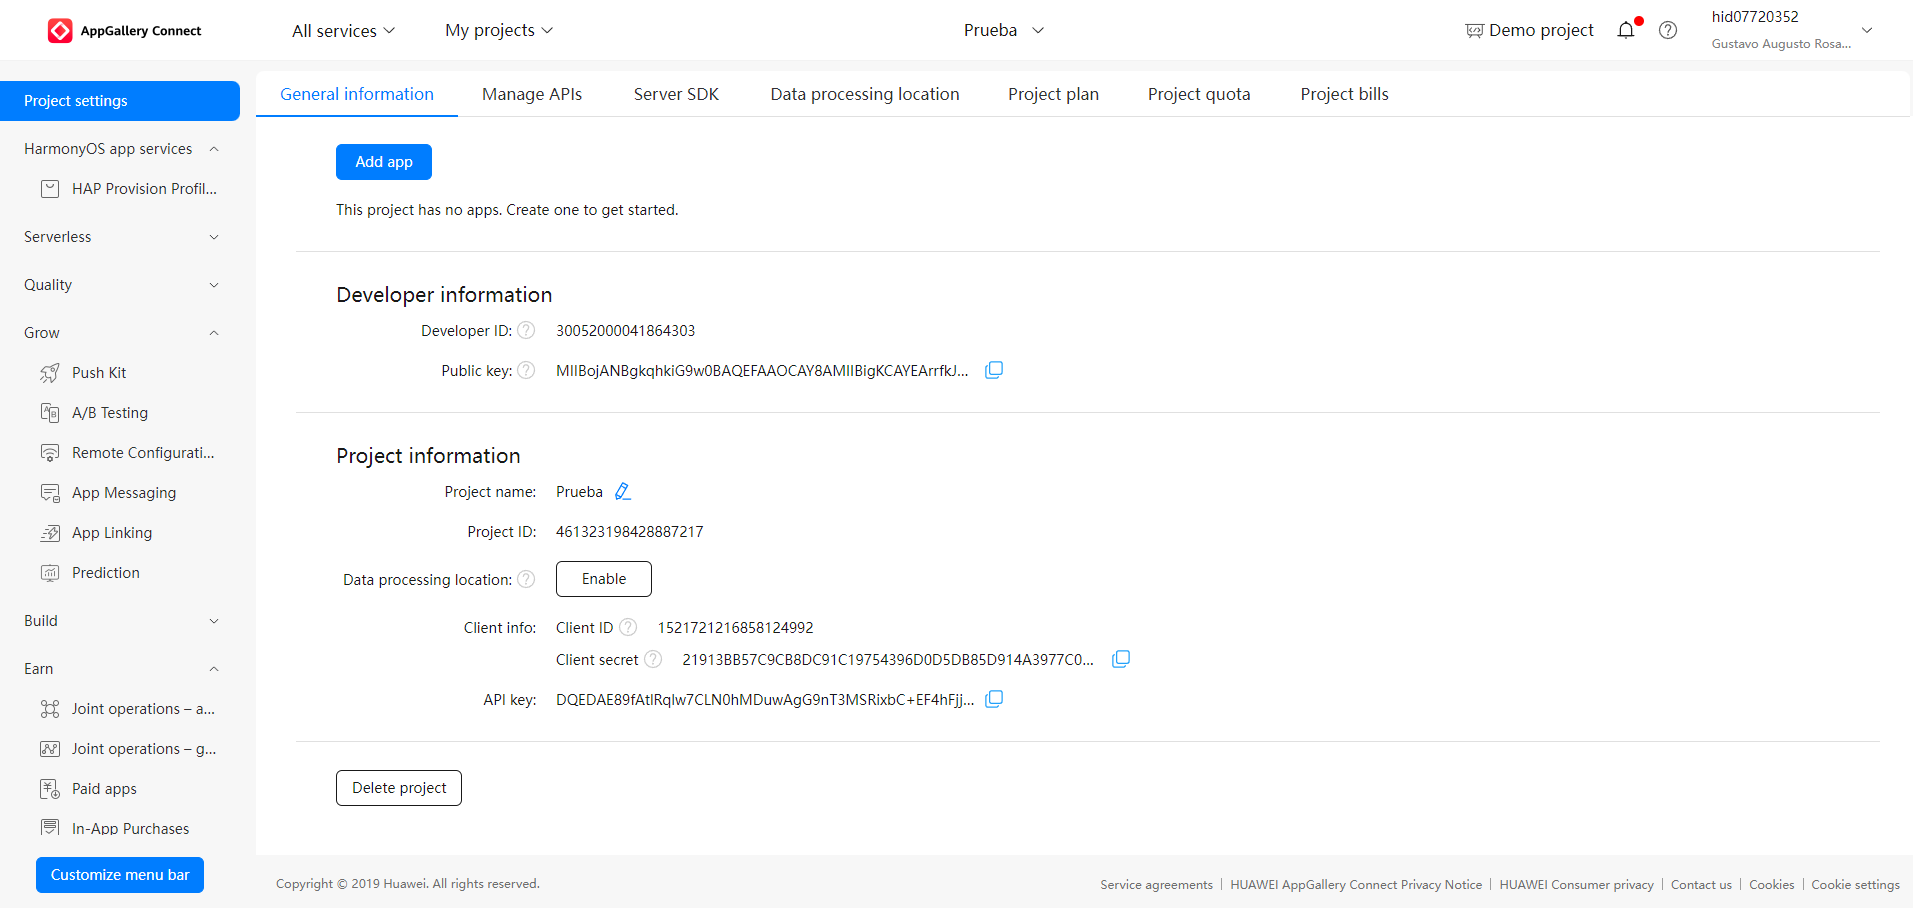 AppGallery Connect
All services
My projects
Prueba
Demo project
hid07720352
Gustavo Augusto Rosa...
Project settings
HarmonyOS app services
HAP Provision Profil...
Serverless
Quality
Grow
Push Kit
A/B Testing
Remote Configurati...
App Messaging
App Linking
Prediction
Build
Earn
Joint operations – a...
Joint operations – g...
Paid apps
In-App Purchases
Customize menu bar
General information
Manage APIs
Server SDK
Data processing location
Project plan
Project quota
Project bills
Add app
This project has no apps. Create one to get started.
Developer information
Developer ID: 30052000041864303
Public key: MIIBojANBgkqhkiG9w0BAQEFAAOCAY8AMIIBigKCAYEArrfkJ...
Project information
Project name: Prueba
Project ID: 461323198428887217
Data processing location: Enable
Client info: Client ID 1521721216858124992
Client secret 21913BB57C9CB8DC91C19754396D0D5DB85D914A3977C0...
API key: DQEDAE89fAtlRqlw7CLN0hMDuwAgG9nT3MSRixbC+EF4hFjj...
Delete project
Copyright © 2019 Huawei. All rights reserved.
Service agreements | HUAWEI AppGallery Connect Privacy Notice | HUAWEI Consumer privacy | Contact us | Cookies | Cookie settings